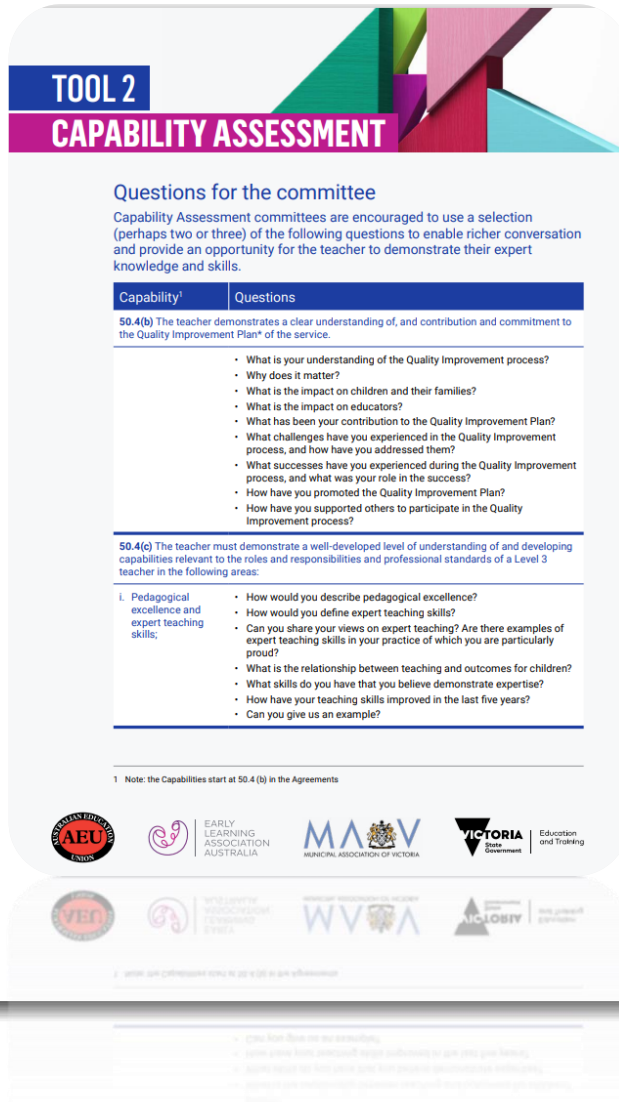 TOOL 2
CAPABILITY ASSESSMENT
Questions for the committee
Capability Assessment committees are encouraged to use a selection
(perhaps two or three) of the following questions to enable richer conversation
and provide an opportunity for the teacher to demonstrate their expert
knowledge and skills.
Capability¹ Questions
50.4(b) The teacher demonstrates a clear understanding of, and contribution and commitment to
the Quality Improvement Plan* of the service.
• What is your understanding of the Quality Improvement process?
• Why does it matter?
• What is the impact on children and their families?
• What is the impact on educators?
• What has been your contribution to the Quality Improvement Plan?
• What challenges have you experienced in the Quality Improvement
process, and how have you addressed them?
• What successes have you experienced during the Quality Improvement
process, and what was your role in the success?
• How have you promoted the Quality Improvement Plan?
• How have you supported others to participate in the Quality
Improvement process?
50.4(c) The teacher must demonstrate a well-developed level of understanding of and developing
capabilities relevant to the roles and responsibilities and professional standards of a Level 3
teacher in the following areas:
i. Pedagogical
excellence and
expert teaching
skills;
• How would you describe pedagogical excellence?
• How would you define expert teaching skills?
• Can you share your views on expert teaching? Are there examples of
expert teaching skills in your practice of which you are particularly
proud?
• What is the relationship between teaching and outcomes for children?
• What skills do you have that you believe demonstrate expertise?
• How have your teaching skills improved in the last five years?
• Can you give us an example?
1 Note: the Capabilities start at 50.4 (b) in the Agreements
AUSTRALIAN EDUCATION
AEU
UNION
EARLY
LEARNING
ASSOCIATION
AUSTRALIA
MAV
MUNICIPAL ASSOCIATION OF VICTORIA
VICTORIA
State
Government
Education
and Training